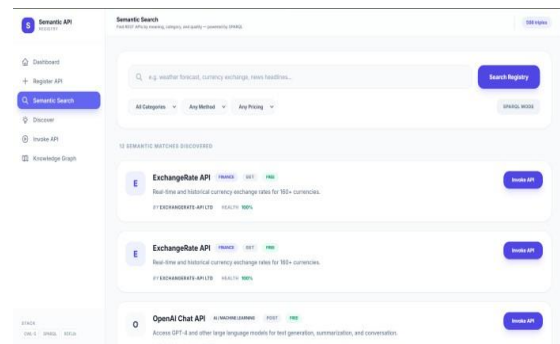 S
Semantic API
REGISTRY
Dashboard
Register API
Semantic Search
Discover
Invoke API
Knowledge Graph
STACK
OWL-S SPARQL
Semantic Search
Find REST APIs by meaning, category, and quality — powered by SPARQL
triples
e.g. weather forecast, currency exchange, news headlines...
Search Registry
All Categories
Any Method
Any Pricing
SPARQL MODE
SEMANTIC MATCHES DISCOVERED
E
ExchangeRate API FINANCE GET FREE
Real-time and historical currency exchange rates for 160+ currencies.
BY EXCHANGERATE-API LTD HEALTH 100%
Invoke API
E
ExchangeRate API FINANCE GET FREE
Real-time and historical currency exchange rates for 160+ currencies.
BY EXCHANGERATE-API LTD HEALTH 100%
Invoke API
O
OpenAI Chat API AI / MACHINE LEARNING POST FREE
Access GPT-4 and other large language models for text generation, summarization, and conversation.
Invoke API